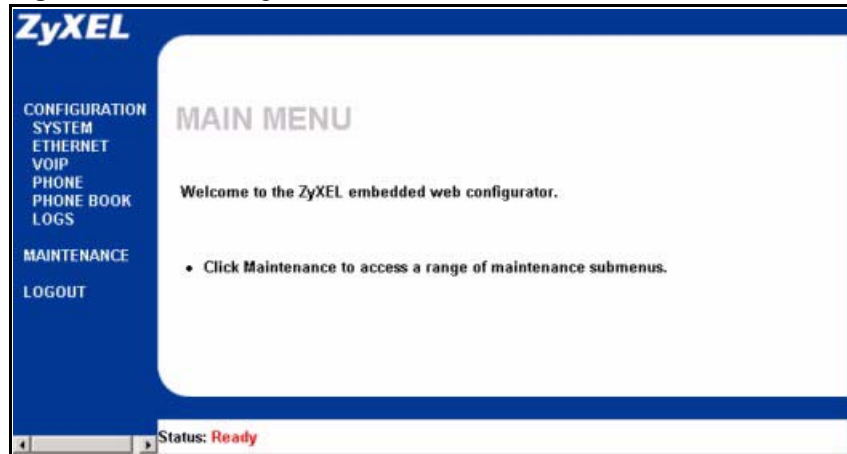 ZyXEL
CONFIGURATION
SYSTEM
ETHERNET
VOIP
PHONE
PHONE BOOK
LOGS
MAINTENANCE
LOGOUT
MAIN MENU
Welcome to the ZyXEL embedded web configurator.
• Click Maintenance to access a range of maintenance submenus.
Status: Ready